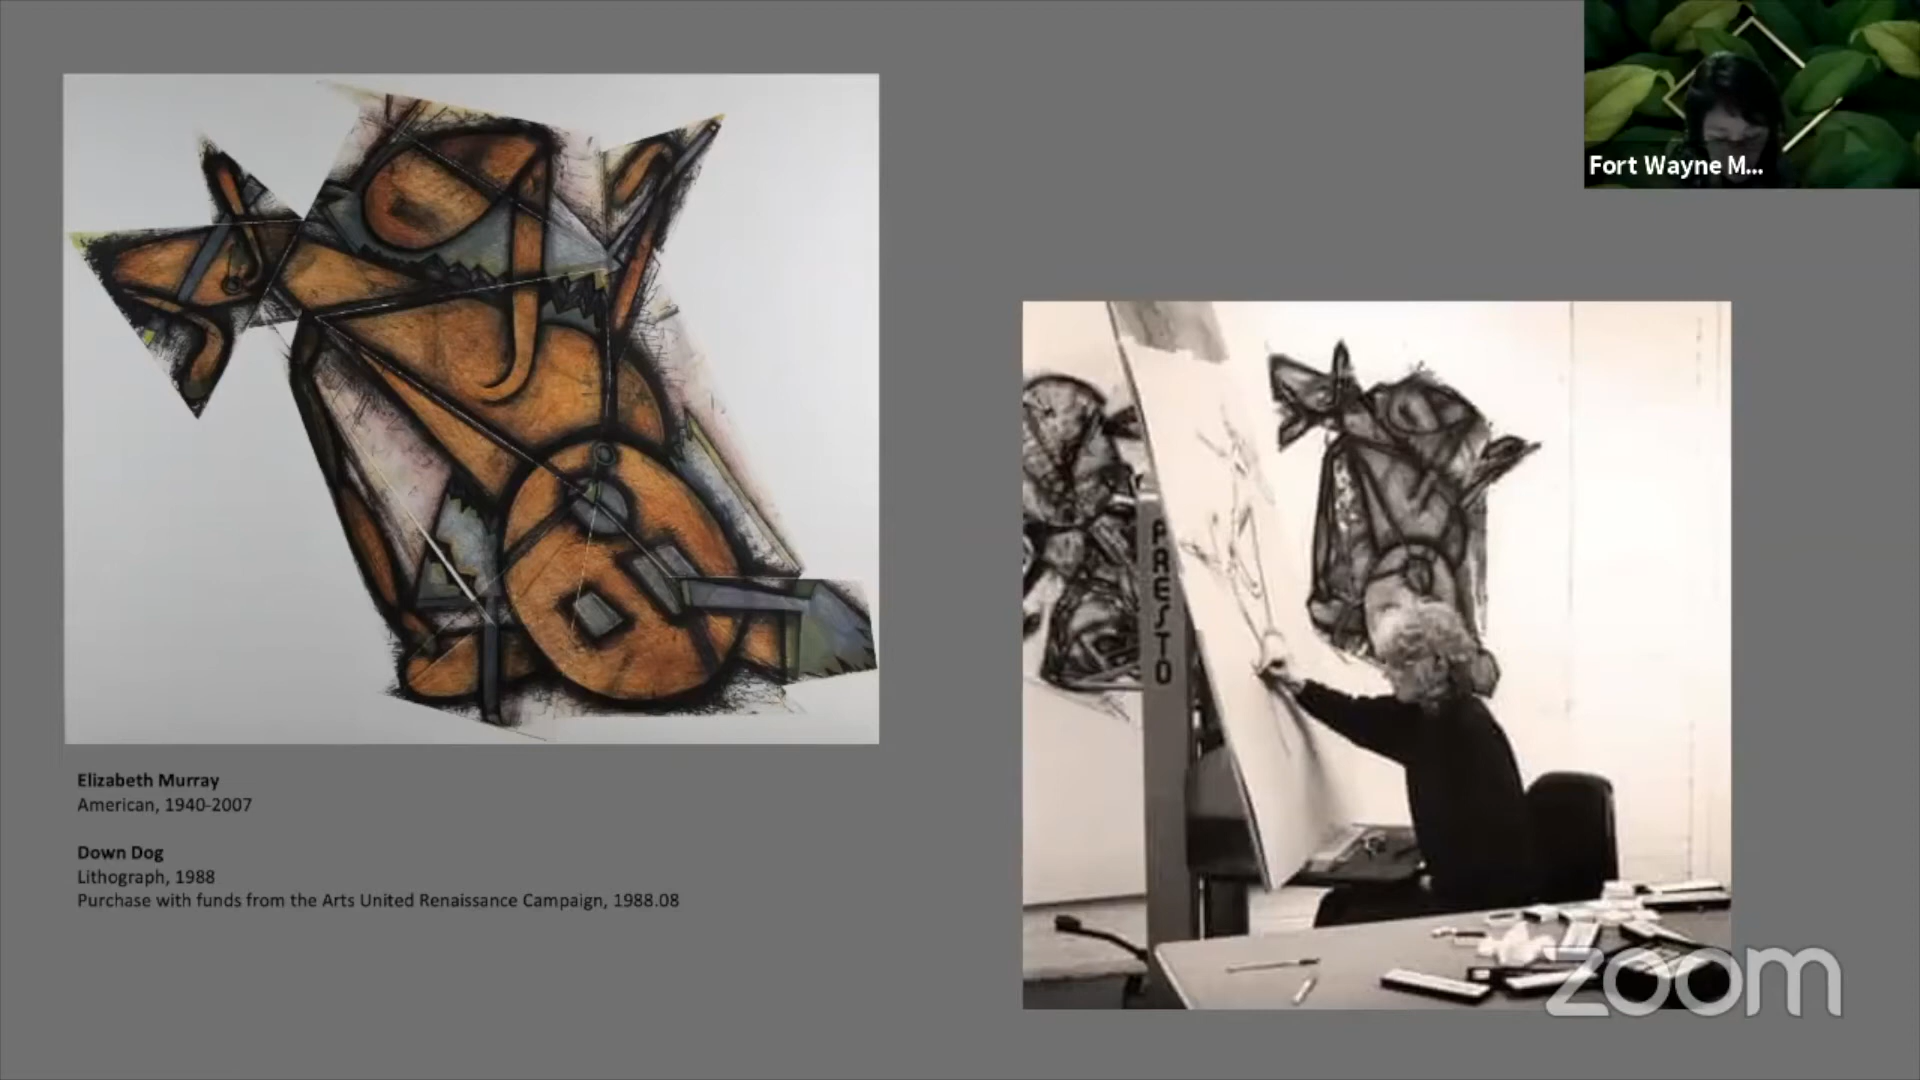 Fort Wayne M...
PRESTO
Elizabeth Murray
American, 1940-2007
Down Dog
Lithograph, 1988
Purchase with funds from the Arts United Renaissance Campaign, 1988.08
zoom